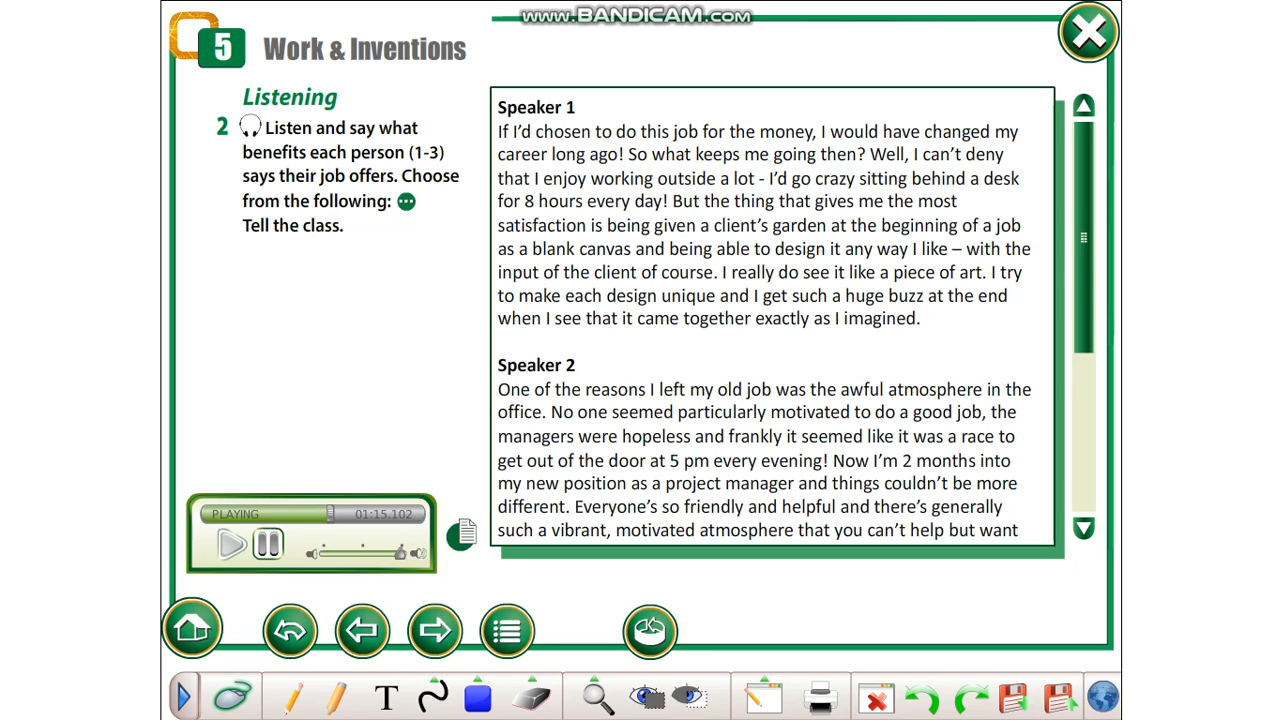 www.BANDICAM.com
5 Work & Inventions
Listening
2 Listen and say what
benefits each person (1-3)
says their job offers. Choose
from the following:
Tell the class.
Speaker 1
If I'd chosen to do this job for the money, I would have changed my
career long ago! So what keeps me going then? Well, I can't deny
that I enjoy working outside a lot - I'd go crazy sitting behind a desk
for 8 hours every day! But the thing that gives me the most
satisfaction is being given a client's garden at the beginning of a job
as a blank canvas and being able to design it any way I like – with the
input of the client of course. I really do see it like a piece of art. I try
to make each design unique and I get such a huge buzz at the end
when I see that it came together exactly as I imagined.
Speaker 2
One of the reasons I left my old job was the awful atmosphere in the
office. No one seemed particularly motivated to do a good job, the
managers were hopeless and frankly it seemed like it was a race to
get out of the door at 5 pm every evening! Now I'm 2 months into
my new position as a project manager and things couldn't be more
different. Everyone's so friendly and helpful and there's generally
such a vibrant, motivated atmosphere that you can't help but want
PLAYING 01:15.102
T